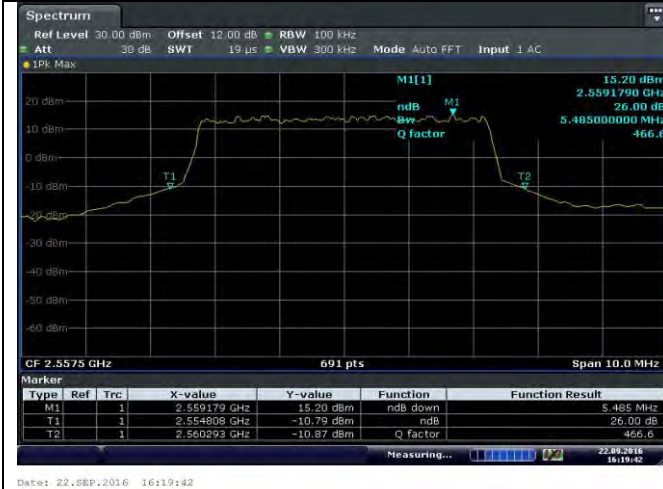 Spectrum
Ref Level 30.00 dBm Offset 12.00 dB RBW 100 kHz
Att 30 dB SWT 19 µs VBW 300 kHz Mode Auto FFT Input 1 AC
1Pk Max
M1[1] 15.20 dBm
2.5591790 GHz
20 dBm
ndB M1 26.00 dB
Bw 5.485000000 MHz
10 dBm
Q factor 466.6
0 dBm
T1 T2
-10 dBm
-20 dBm
-30 dBm
-40 dBm
-50 dBm
-60 dBm
CF 2.5575 GHz 691 pts Span 10.0 MHz
Marker
Type Ref Trc X-value Y-value Function Function Result
M1 1 2.559179 GHz 15.20 dBm ndB down 5.485 MHz
T1 1 2.554808 GHz -10.79 dBm ndB 26.00 dB
T2 1 2.560293 GHz -10.87 dBm Q factor 466.6
Measuring... 22.09.2016
16:19:42
Date: 22.SEP.2016 16:19:42